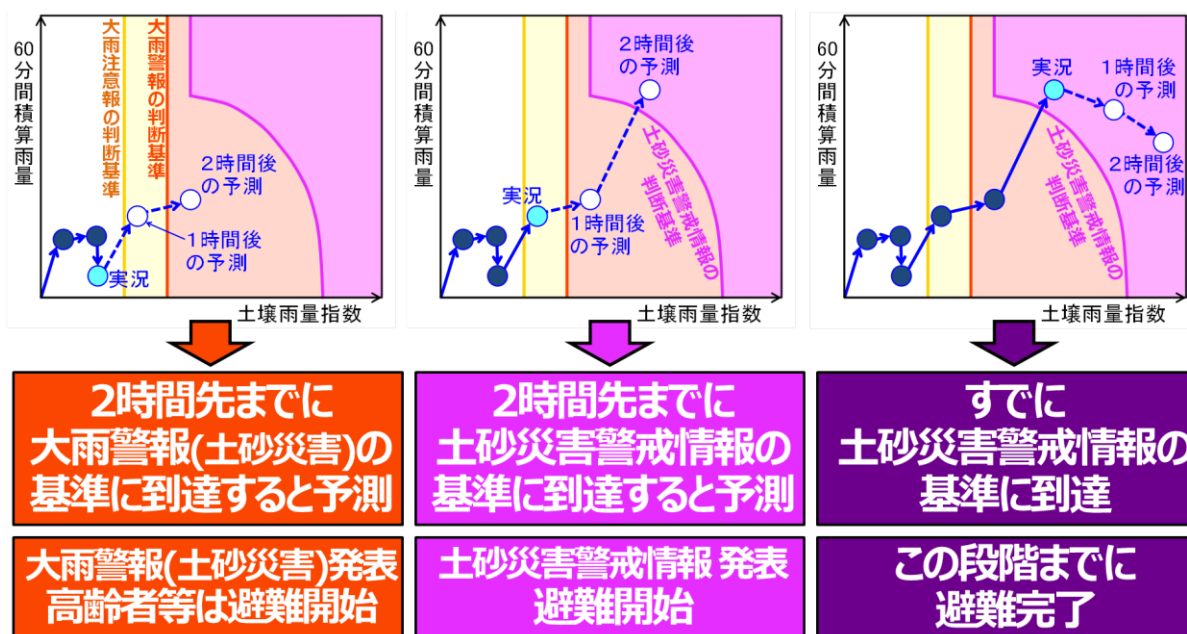 60分間積算雨量
大雨注意報の判断基準
大雨警報の判断基準
2時間後
の予測
1時間後
の予測
実況
土壌雨量指数
60分間積算雨量
2時間後
の予測
実況
1時間後
の予測
土砂災害警戒情報の
判断基準
土壌雨量指数
60分間積算雨量
実況
1時間後
の予測
2時間後
の予測
土砂災害警戒情報の
判断基準
土壌雨量指数
2時間先までに
大雨警報(土砂災害)の
基準に到達すると予測
2時間先までに
土砂災害警戒情報の
基準に到達すると予測
すでに
土砂災害警戒情報の
基準に到達
大雨警報(土砂災害)発表
高齢者等は避難開始
土砂災害警戒情報 発表
避難開始
この段階までに
避難完了